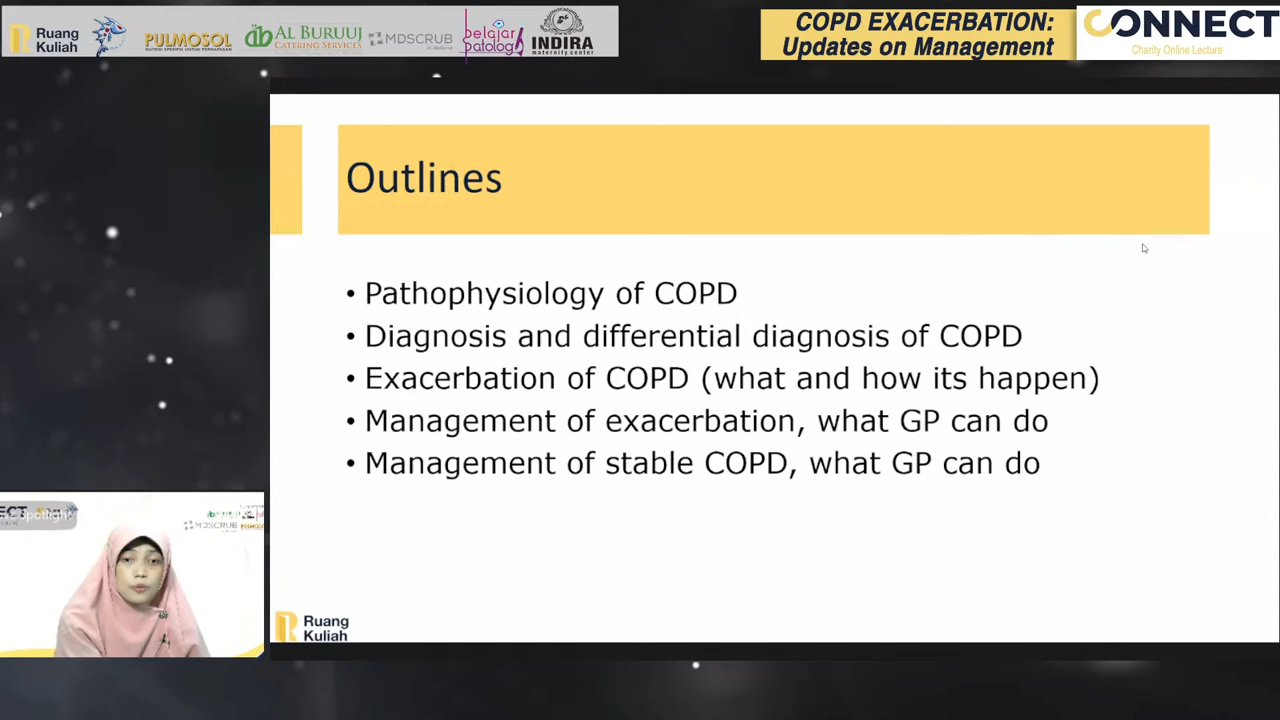 Ruang
Kuliah
PULMOSOL
NUTRISI SPESIFIK UNTUK PERNAPASAN
AL BURUUJ
CATERING SERVICES
MDSCRUB
belajar
patologi
INDIRA
maternity center
COPD EXACERBATION:
Updates on Management
CONNECT
Charity Online Lecture
Outlines
• Pathophysiology of COPD
• Diagnosis and differential diagnosis of COPD
• Exacerbation of COPD (what and how its happen)
• Management of exacerbation, what GP can do
• Management of stable COPD, what GP can do
MDSCRUB
Ruang
Kuliah